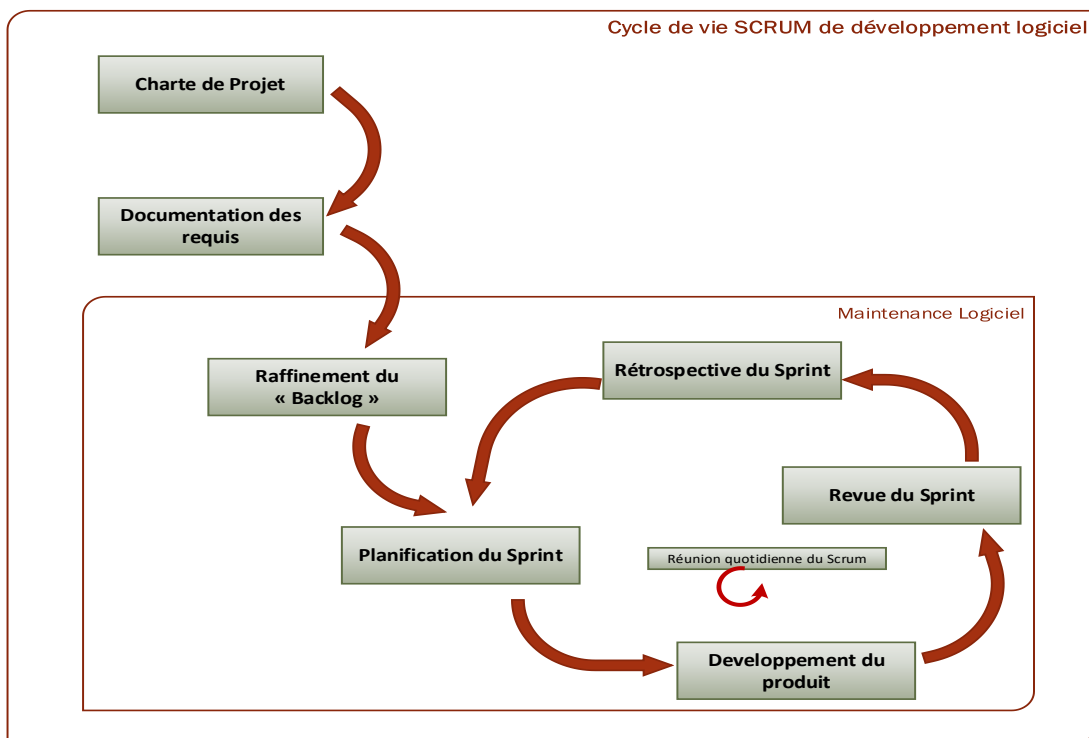 Cycle de vie SCRUM de développement logiciel
Charte de Projet
Documentation des
requis
Maintenance Logiciel
Raffinement du
« Backlog »
Rétrospective du Sprint
Revue du Sprint
Planification du Sprint
Réunion quotidienne du Scrum
Developpement du
produit